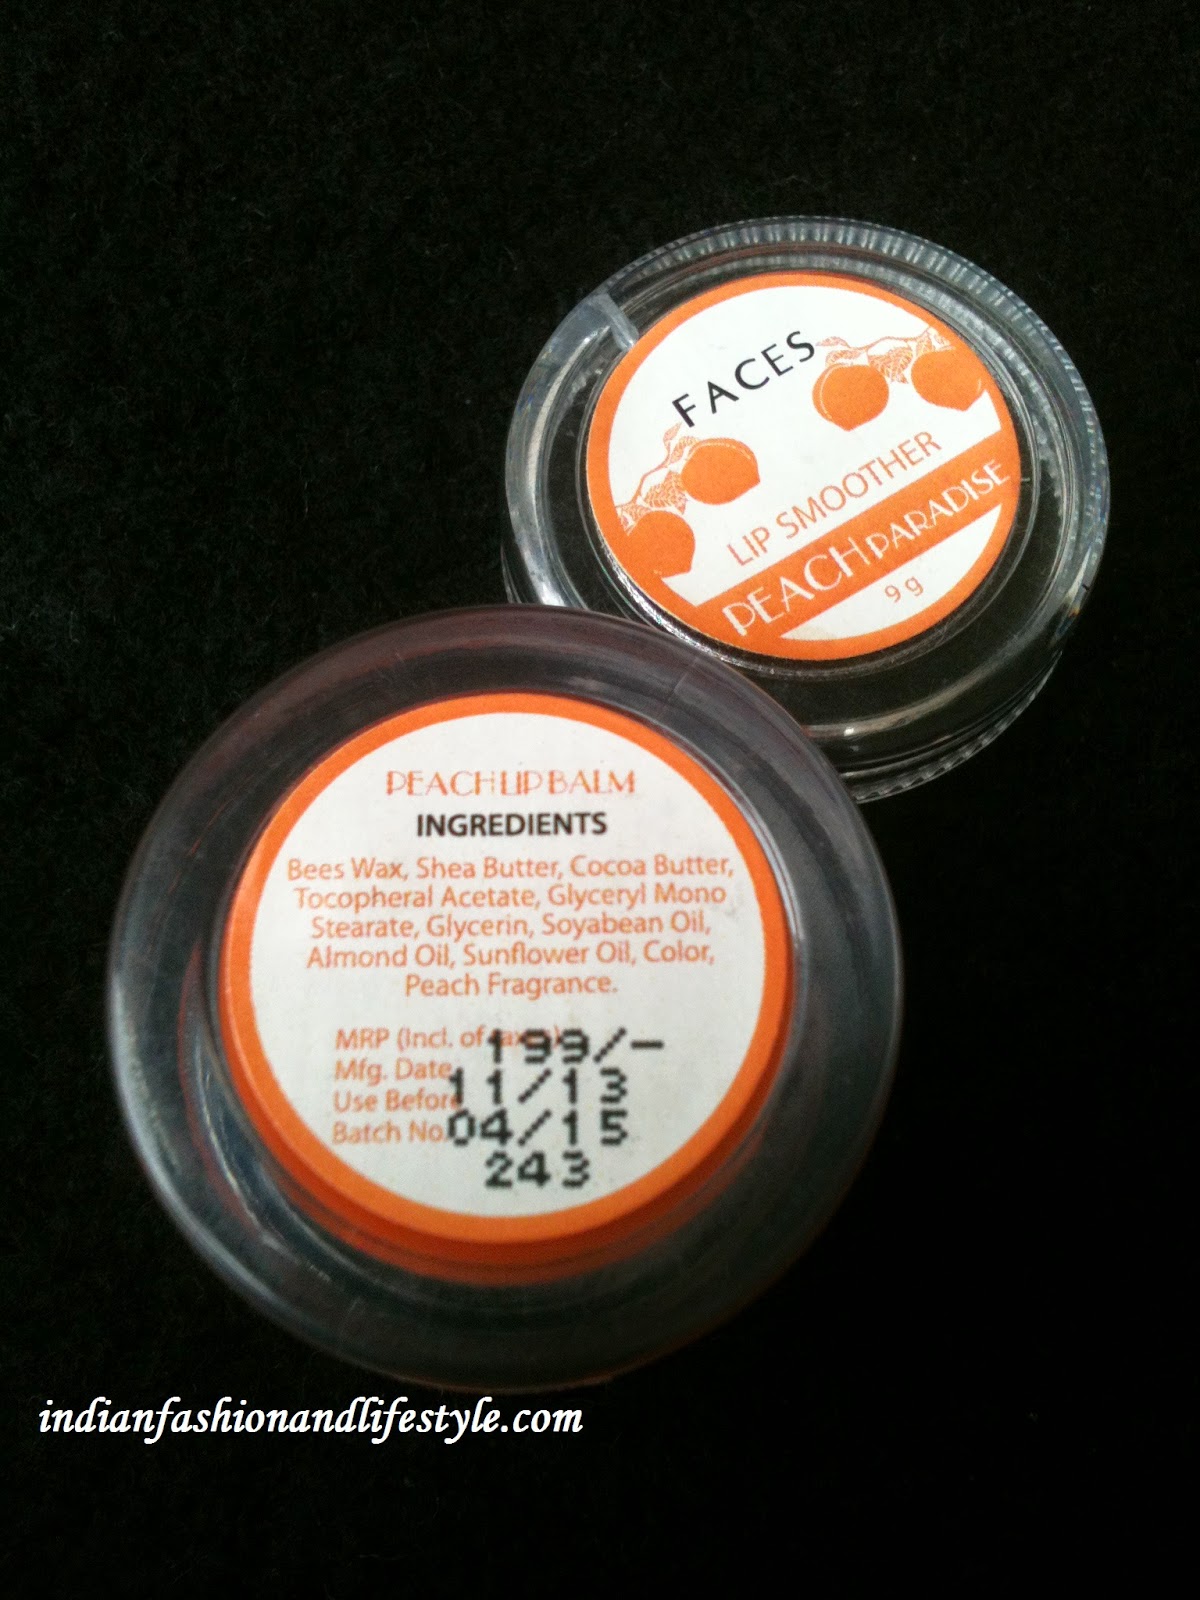 FACES
LIP SMOOTHER
PEACH PARADISE
9 g
PEACH LIP BALM
INGREDIENTS
Bees Wax, Shea Butter, Cocoa Butter,
Tocopheral Acetate, Glyceryl Mono
Stearate, Glycerin, Soyabean Oil,
Almond Oil, Sunflower Oil, Color,
Peach Fragrance.
MRP (Incl. of taxes) 199/-
Mfg. Date 11/13
Use Before 04/15
Batch No. 243
indianfashionandlifestyle.com